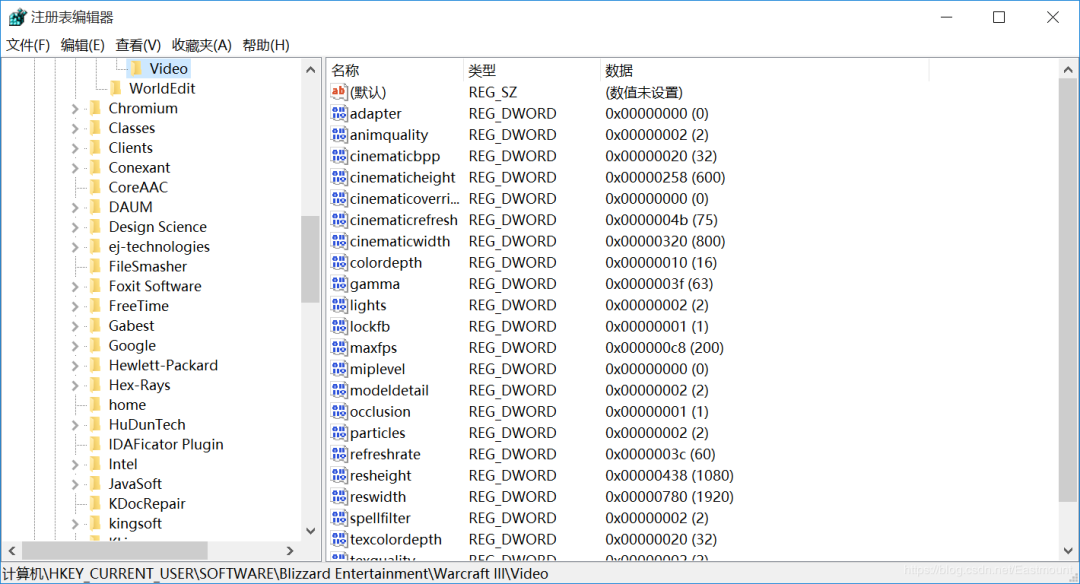 注册表编辑器
文件(F) 编辑(E) 查看(V) 收藏夹(A) 帮助(H)
Video
WorldEdit
Chromium
Classes
Clients
Conexant
CoreAAC
DAUM
Design Science
ej-technologies
FileSmasher
Foxit Software
FreeTime
Gabest
Google
Hewlett-Packard
Hex-Rays
home
HuDunTech
IDAFicator Plugin
Intel
JavaSoft
KDocRepair
kingsoft
名称 类型 数据
(默认) REG_SZ (数值未设置)
adapter REG_DWORD 0x00000000 (0)
animquality REG_DWORD 0x00000002 (2)
cinematicbpp REG_DWORD 0x00000020 (32)
cinematicheight REG_DWORD 0x00000258 (600)
cinematicoverri... REG_DWORD 0x00000000 (0)
cinematicrefresh REG_DWORD 0x0000004b (75)
cinematicwidth REG_DWORD 0x00000320 (800)
colordepth REG_DWORD 0x00000010 (16)
gamma REG_DWORD 0x0000003f (63)
lights REG_DWORD 0x00000002 (2)
lockfb REG_DWORD 0x00000001 (1)
maxfps REG_DWORD 0x000000c8 (200)
miplevel REG_DWORD 0x00000000 (0)
modeldetail REG_DWORD 0x00000002 (2)
occlusion REG_DWORD 0x00000001 (1)
particles REG_DWORD 0x00000002 (2)
refreshrate REG_DWORD 0x0000003c (60)
resheight REG_DWORD 0x00000438 (1080)
reswidth REG_DWORD 0x00000780 (1920)
spellfilter REG_DWORD 0x00000002 (2)
texcolordepth REG_DWORD 0x00000020 (32)
texquality REG_DWORD 0x00000002 (2)
计算机\HKEY_CURRENT_USER\SOFTWARE\Blizzard Entertainment\Warcraft III\Video
https://blog.csdn.net/Eastmount